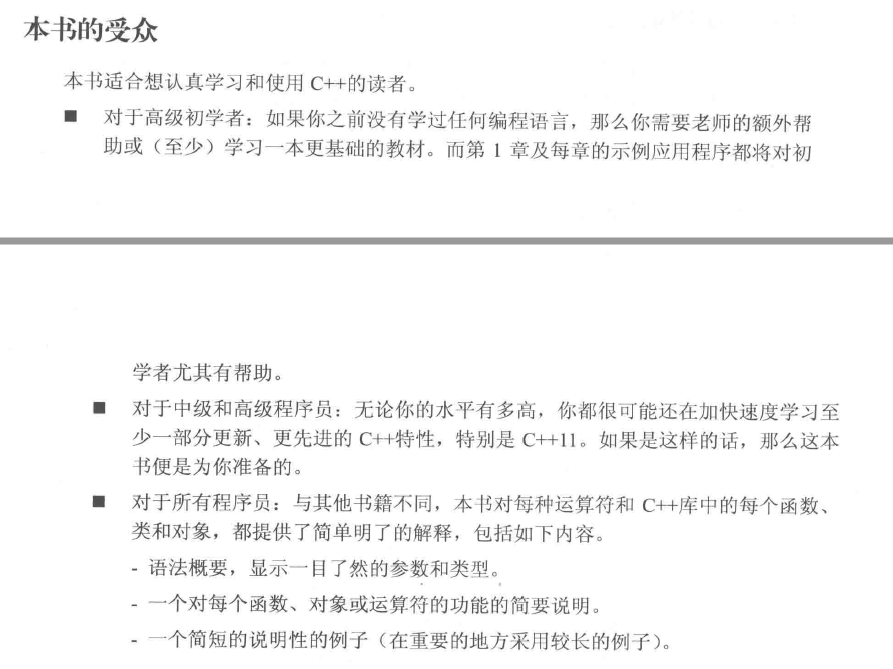 本书的受众
本书适合想认真学习和使用 C++的读者。
■ 对于高级初学者：如果你之前没有学过任何编程语言，那么你需要老师的额外帮
助或（至少）学习一本更基础的教材。而第 1 章及每章的示例应用程序都将对初
学者尤其有帮助。
■ 对于中级和高级程序员：无论你的水平有多高，你都很可能还在加快速度学习至
少一部分更新、更先进的 C++特性，特别是 C++11。如果是这样的话，那么这本
书便是为你准备的。
■ 对于所有程序员：与其他书籍不同，本书对每种运算符和 C++库中的每个函数、
类和对象，都提供了简单明了的解释，包括如下内容。
- 语法概要，显示一目了然的参数和类型。
- 一个对每个函数、对象或运算符的功能的简要说明。
- 一个简短的说明性的例子（在重要的地方采用较长的例子）。